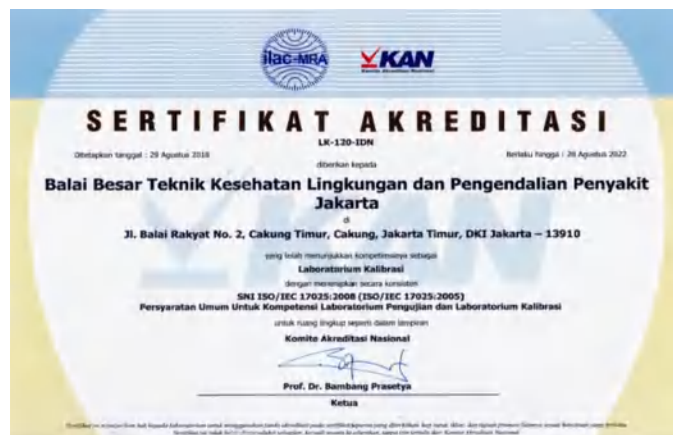 ilac-MRA
KAN
Komite Akreditasi Nasional
SERTIFIKAT AKREDITASI
LK-120-IDN
Ditetapkan tanggal : 29 Agustus 2018
Berlaku hingga : 28 Agustus 2022
diberikan kepada
Balai Besar Teknik Kesehatan Lingkungan dan Pengendalian Penyakit
Jakarta
di
Jl. Balai Rakyat No. 2, Cakung Timur, Cakung, Jakarta Timur, DKI Jakarta – 13910
yang telah menunjukkan kompetensinya sebagai
Laboratorium Kalibrasi
dengan menerapkan secara konsisten
SNI ISO/IEC 17025:2008 (ISO/IEC 17025:2005)
Persyaratan Umum Untuk Kompetensi Laboratorium Pengujian dan Laboratorium Kalibrasi
untuk ruang lingkup seperti dalam lampiran
Komite Akreditasi Nasional
Prof. Dr. Bambang Prasetya
Ketua